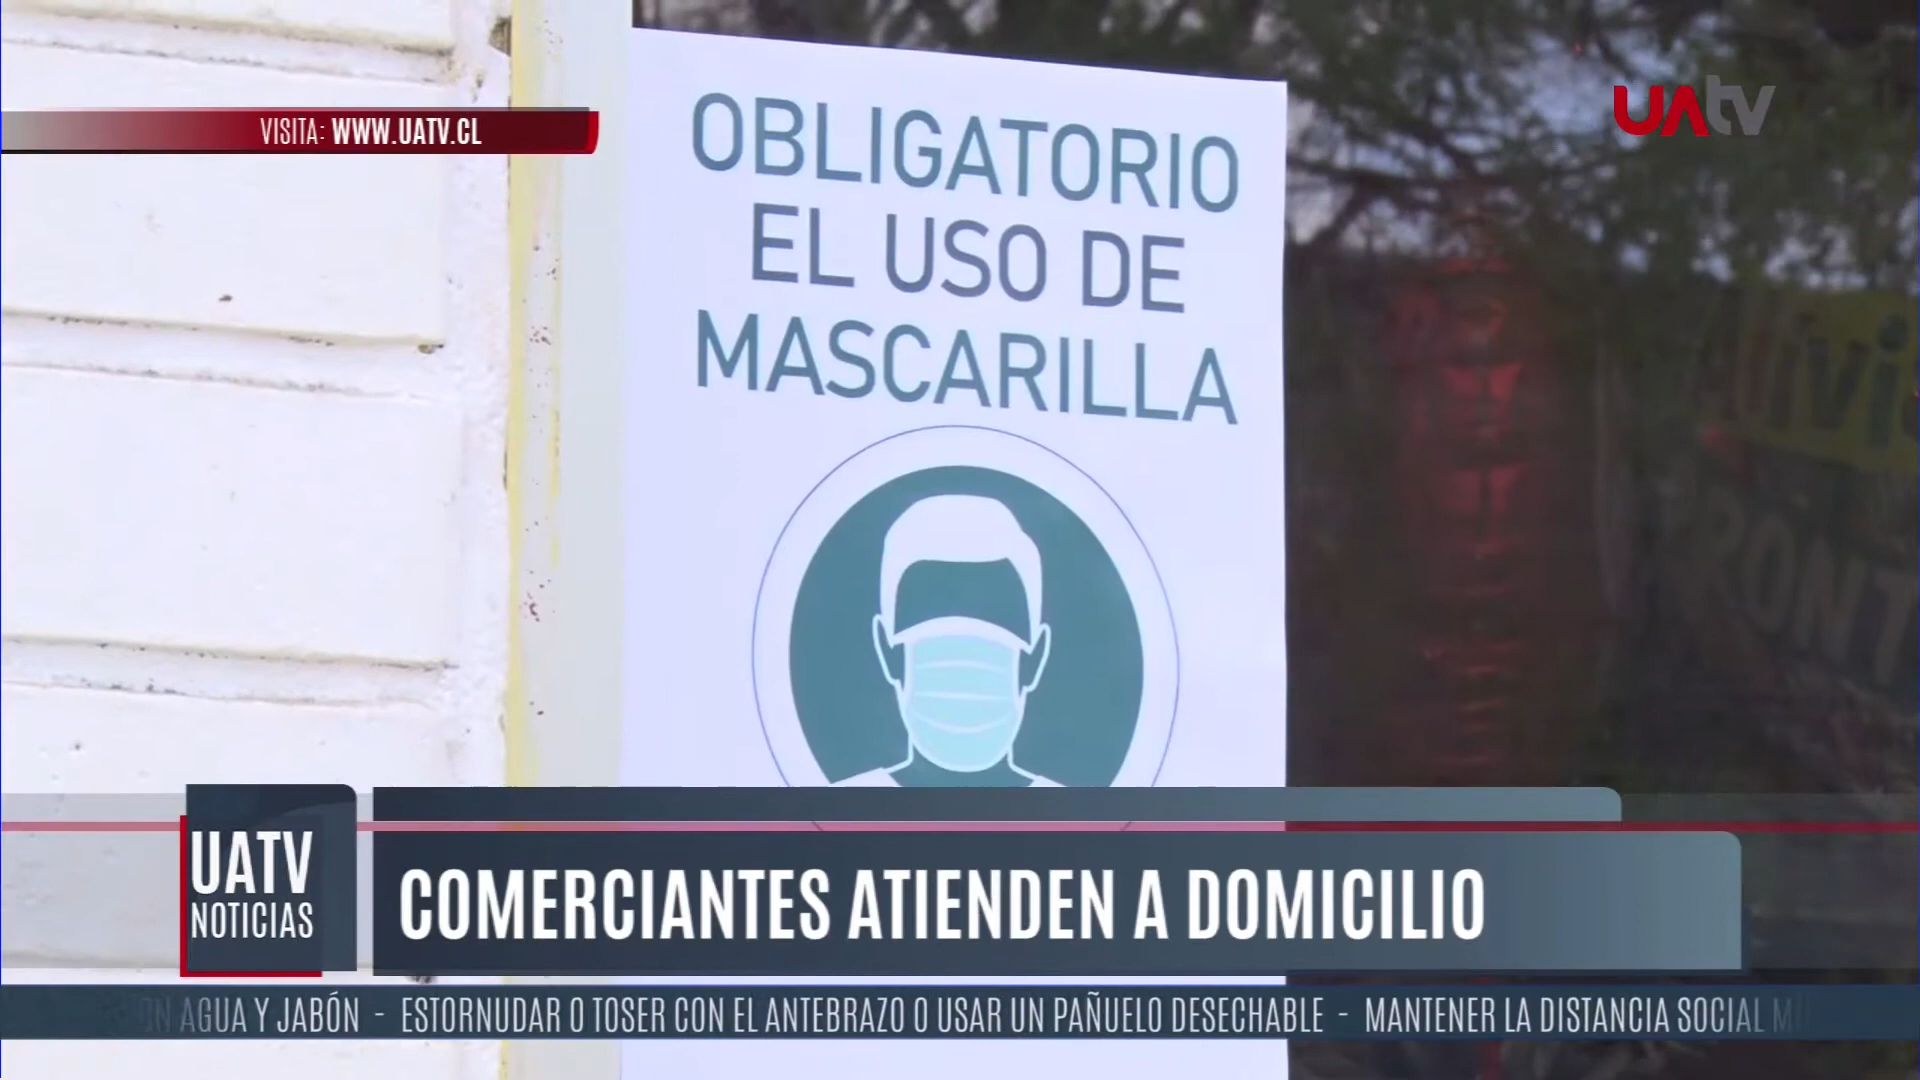 VISITA: WWW.UATV.CL
UAtv
OBLIGATORIO
EL USO DE
MASCARILLA
UATV
NOTICIAS
COMERCIANTES ATIENDEN A DOMICILIO
AGUA Y JABÓN - ESTORNUDAR O TOSER CON EL ANTEBRAZO O USAR UN PAÑUELO DESECHABLE - MANTENER LA DISTANCIA SOCIAL